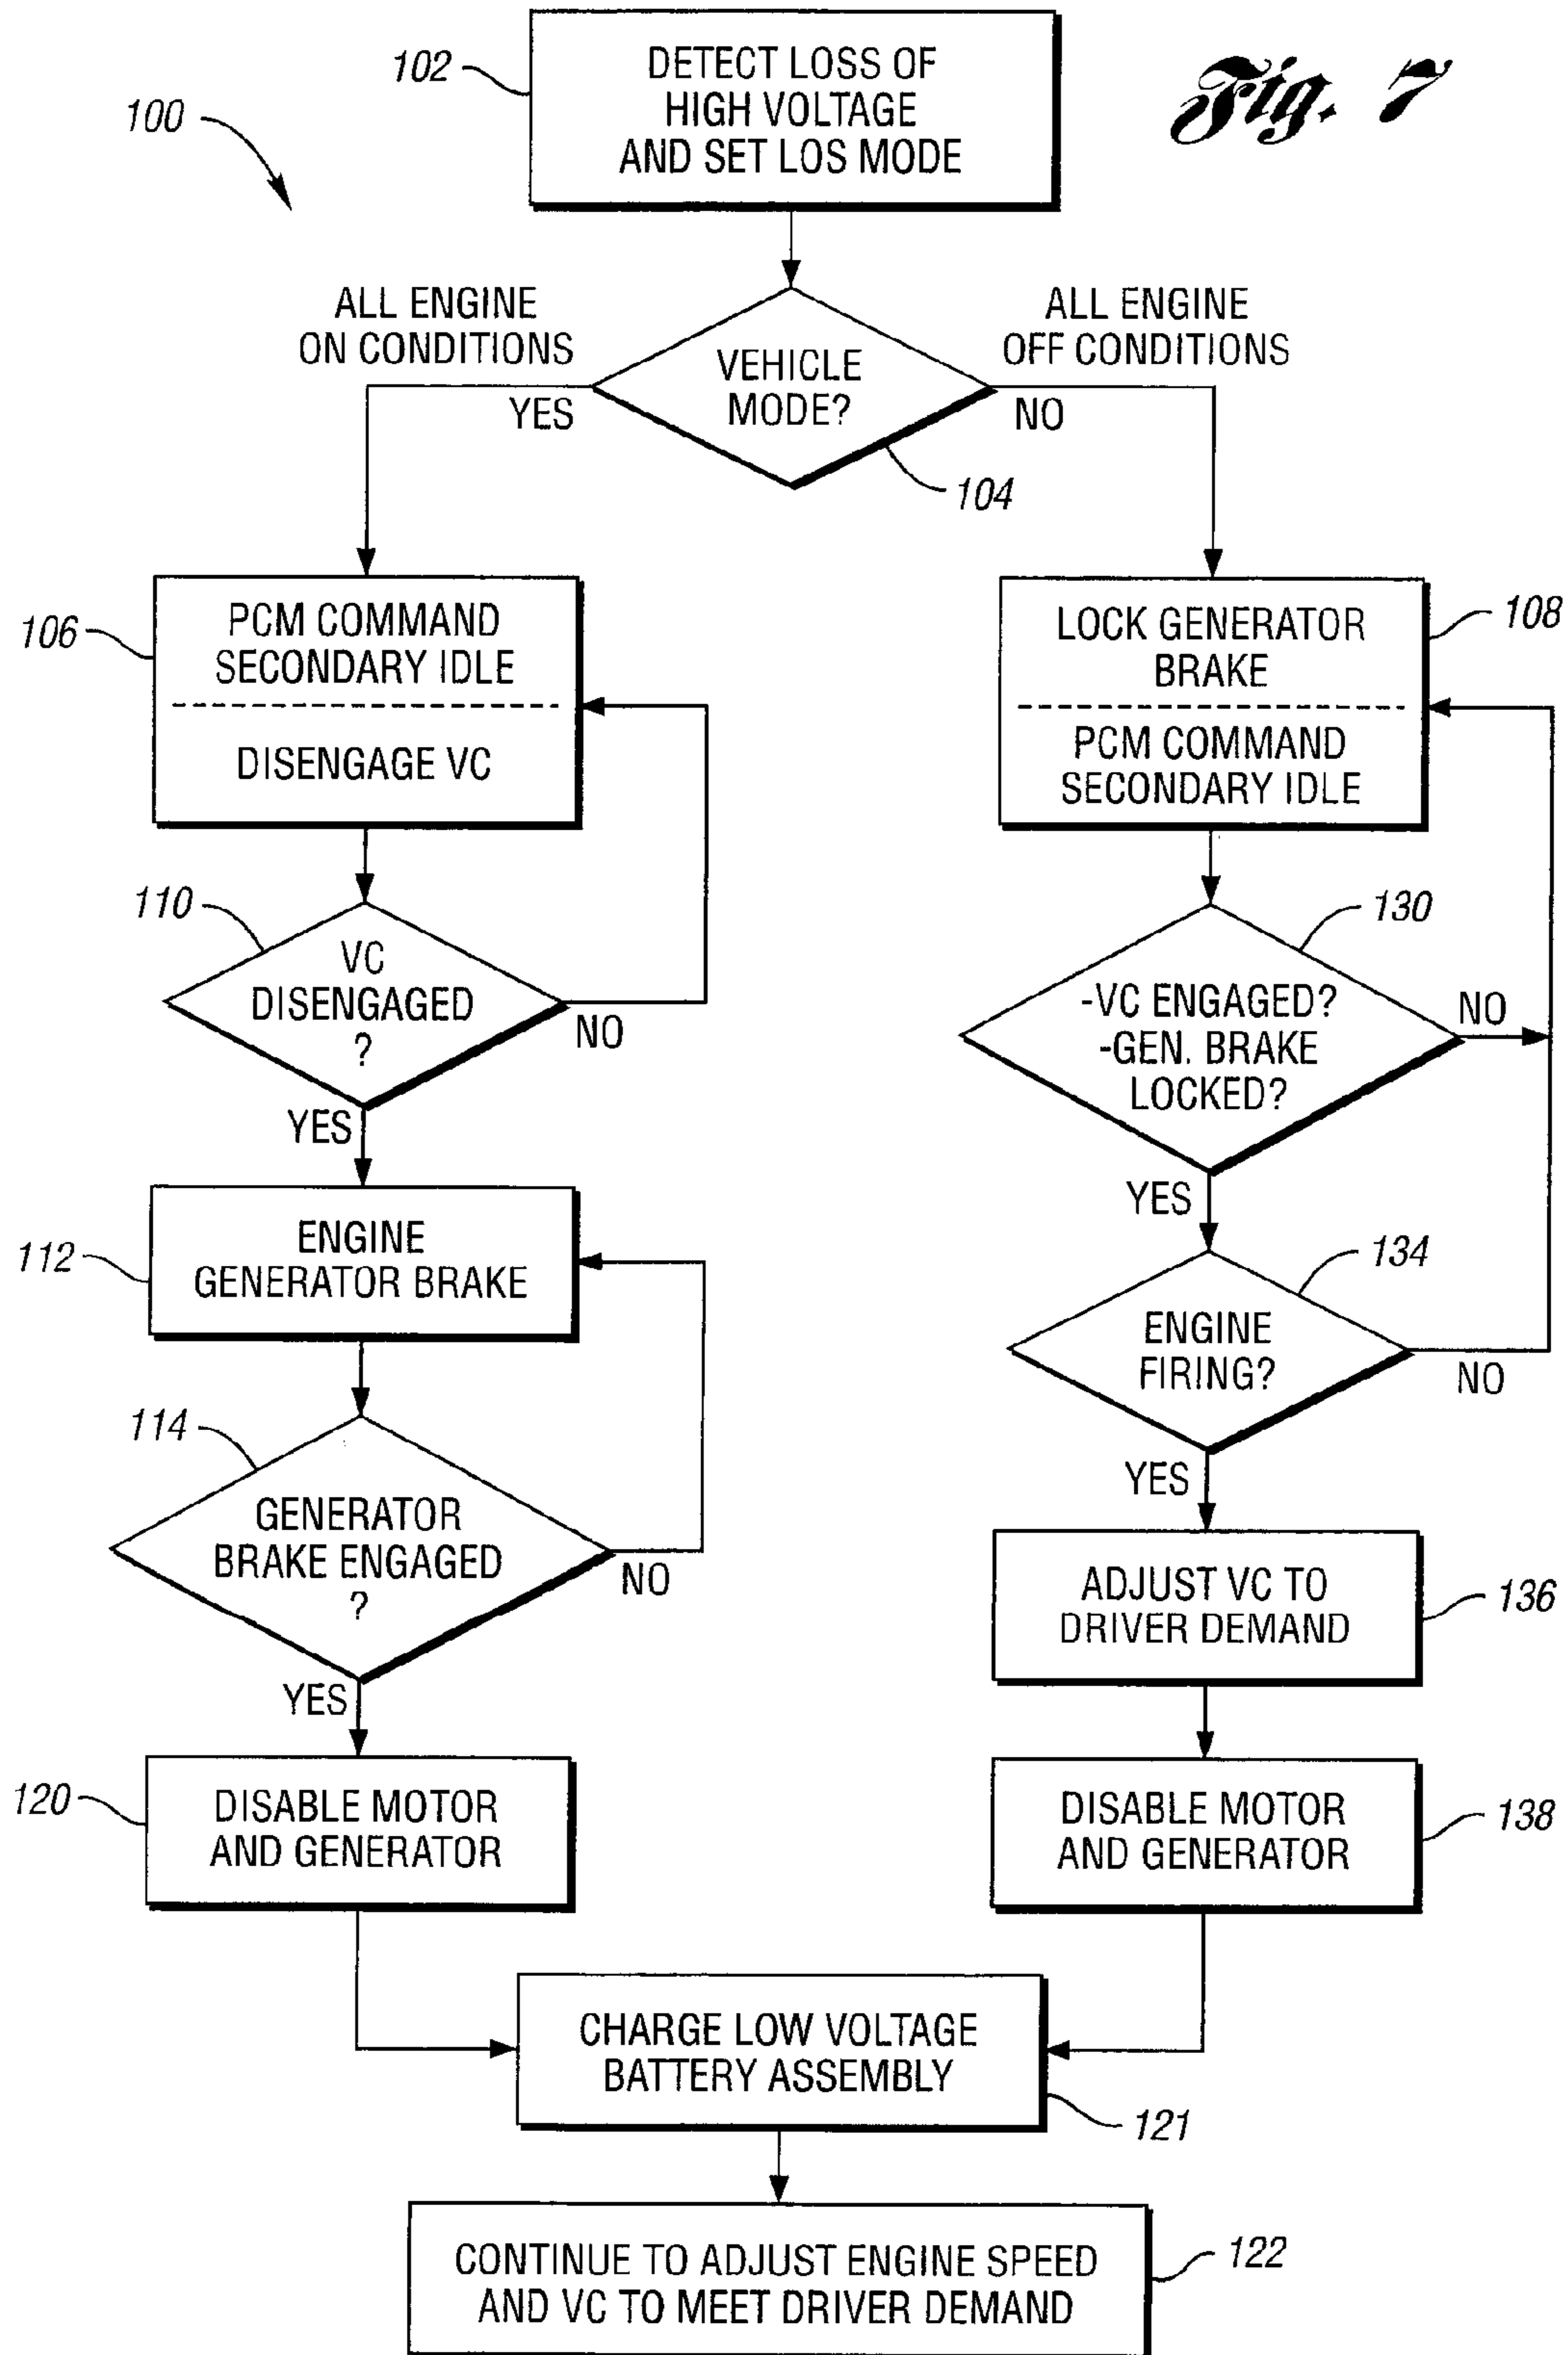 102
DETECT LOSS OF
HIGH VOLTAGE
AND SET LOS MODE
Fig. 7
100
ALL ENGINE
ON CONDITIONS
YES
VEHICLE
MODE?
ALL ENGINE
OFF CONDITIONS
NO
104
106
PCM COMMAND
SECONDARY IDLE
DISENGAGE VC
LOCK GENERATOR
BRAKE
PCM COMMAND
SECONDARY IDLE
108
110
VC
DISENGAGED
?
NO
YES
130
-VC ENGAGED?
-GEN. BRAKE
LOCKED?
NO
YES
112
ENGINE
GENERATOR BRAKE
134
ENGINE
FIRING?
NO
YES
114
GENERATOR
BRAKE ENGAGED
?
NO
YES
ADJUST VC TO
DRIVER DEMAND
136
120
DISABLE MOTOR
AND GENERATOR
DISABLE MOTOR
AND GENERATOR
138
CHARGE LOW VOLTAGE
BATTERY ASSEMBLY
121
CONTINUE TO ADJUST ENGINE SPEED
AND VC TO MEET DRIVER DEMAND
122